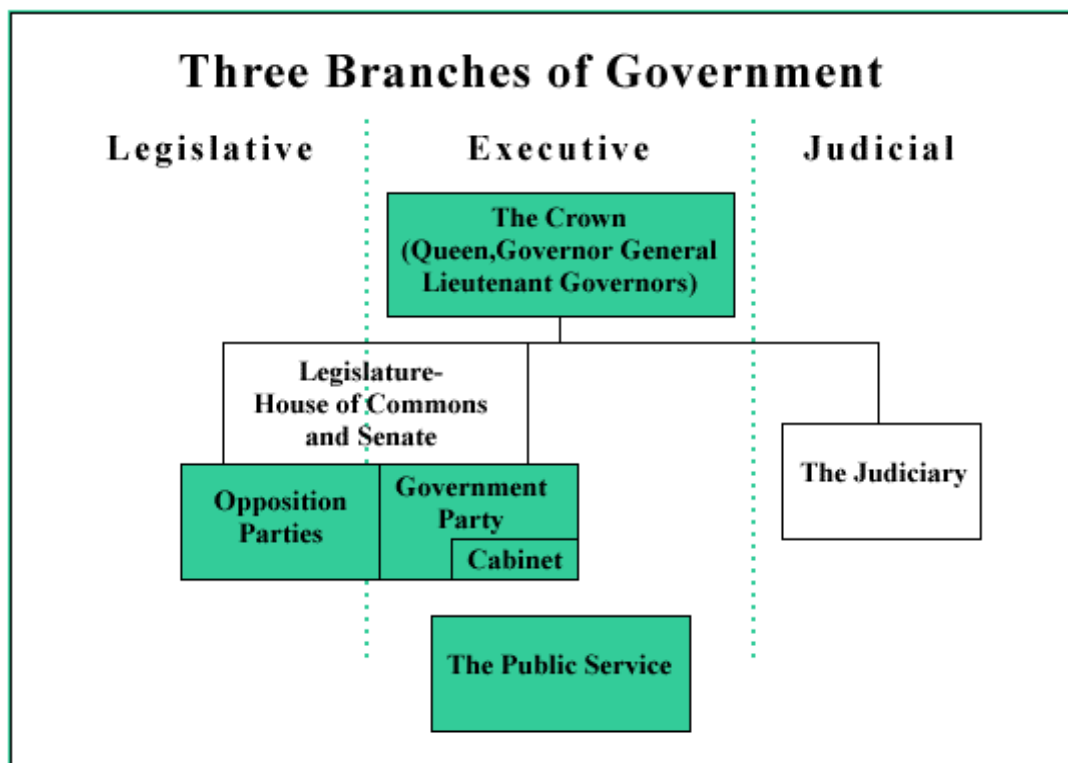 Three Branches of Government
Legislative
Executive
Judicial
The Crown
(Queen,Governor General
Lieutenant Governors)
Legislature-
House of Commons
and Senate
Opposition
Parties
Government
Party
Cabinet
The Judiciary
The Public Service